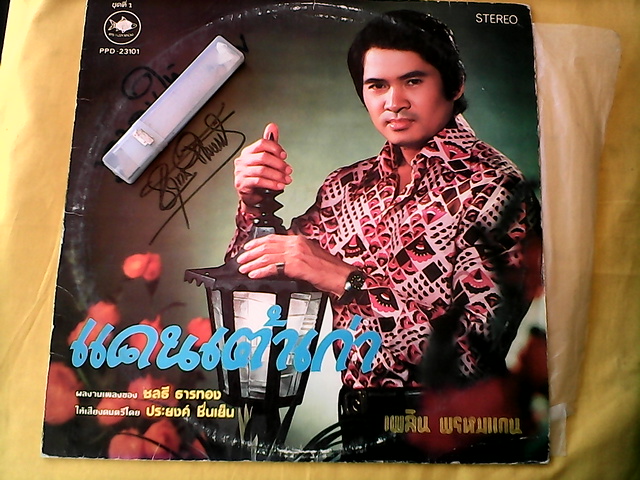 ชุดที่ 1
PPD-23101
STEREO
แคนเต้นก่า
ผลงานเพลงของ ชลธี ธารทอง
ให้เสียงดนตรีโดย ประยงค์ ชื่นเย็น
เพลิน พรหมแดน